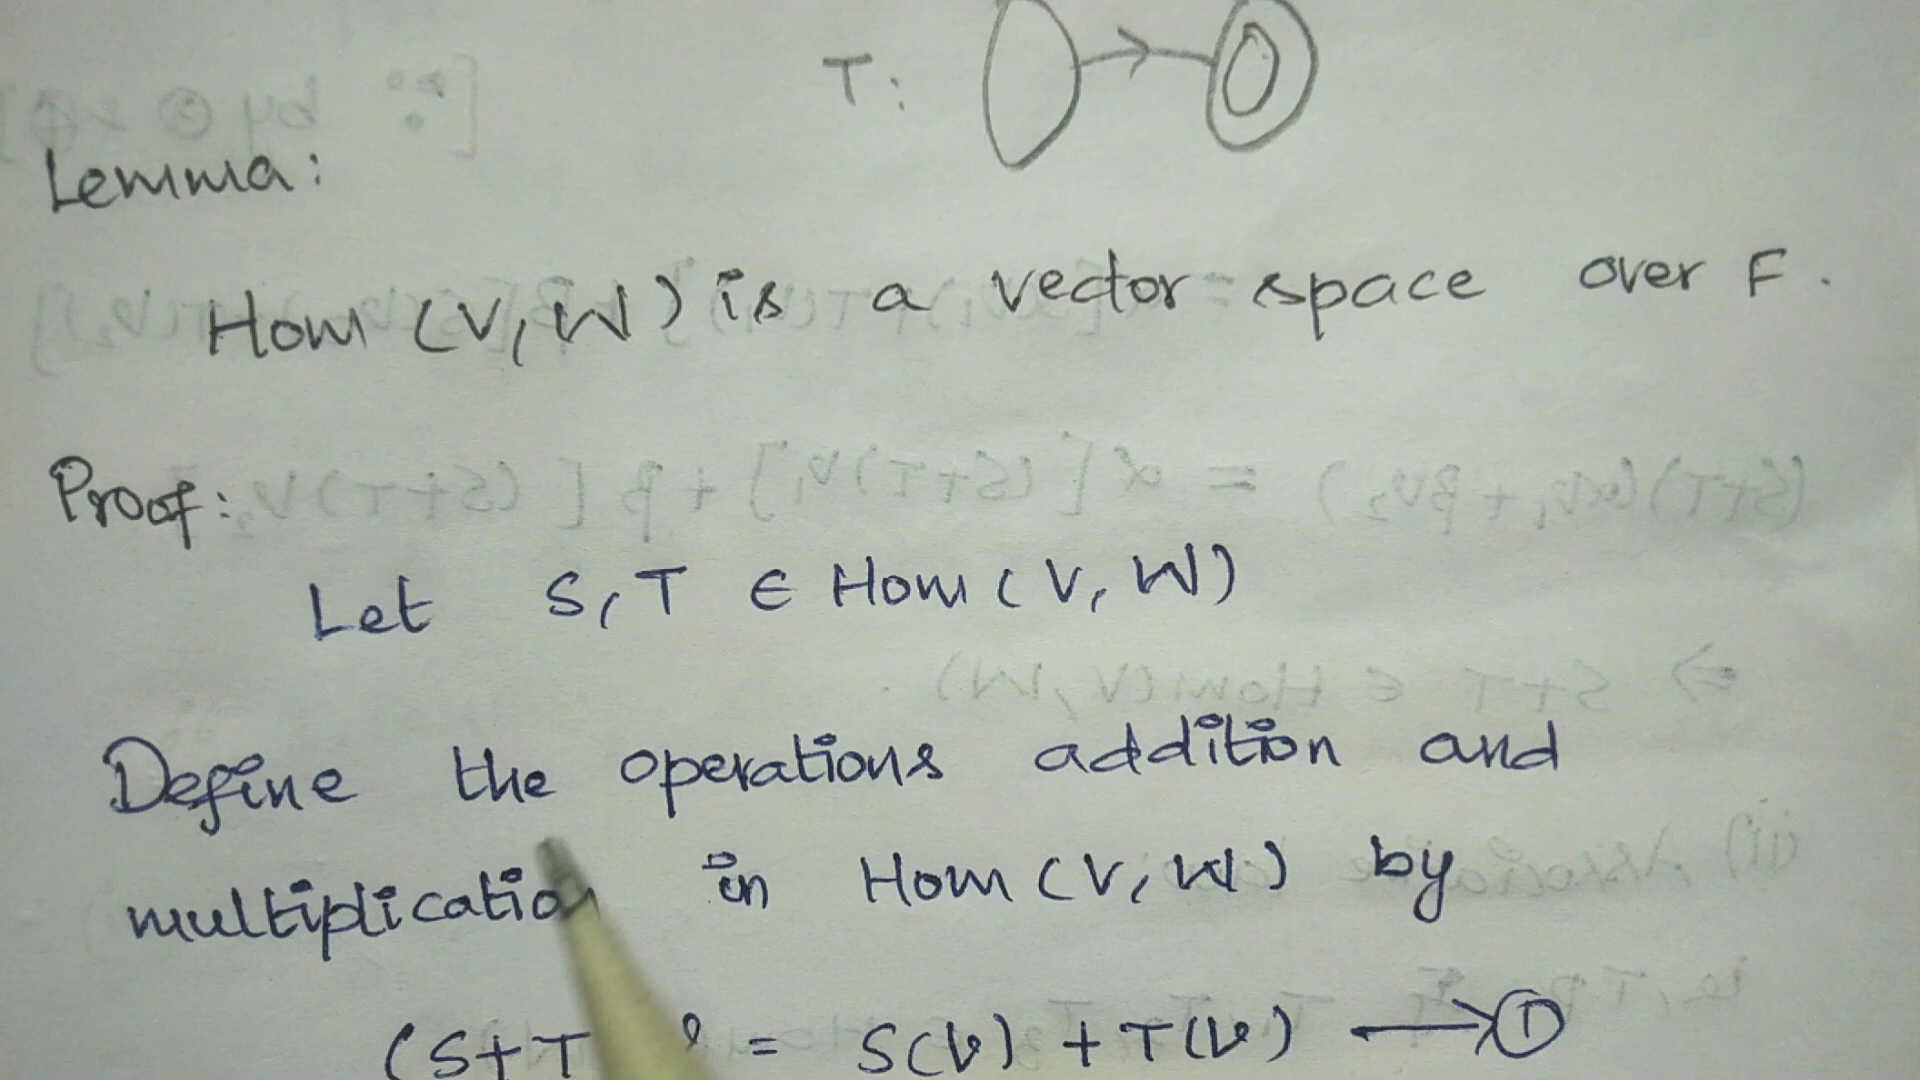 T:
Lemma:
Hom (V, W) is a vector space over F.
Proof:
Let S, T ∈ Hom (V, W)
Define the operations addition and
multiplication in Hom (V, W) by
(S+T = S(v) + T(v) → ①